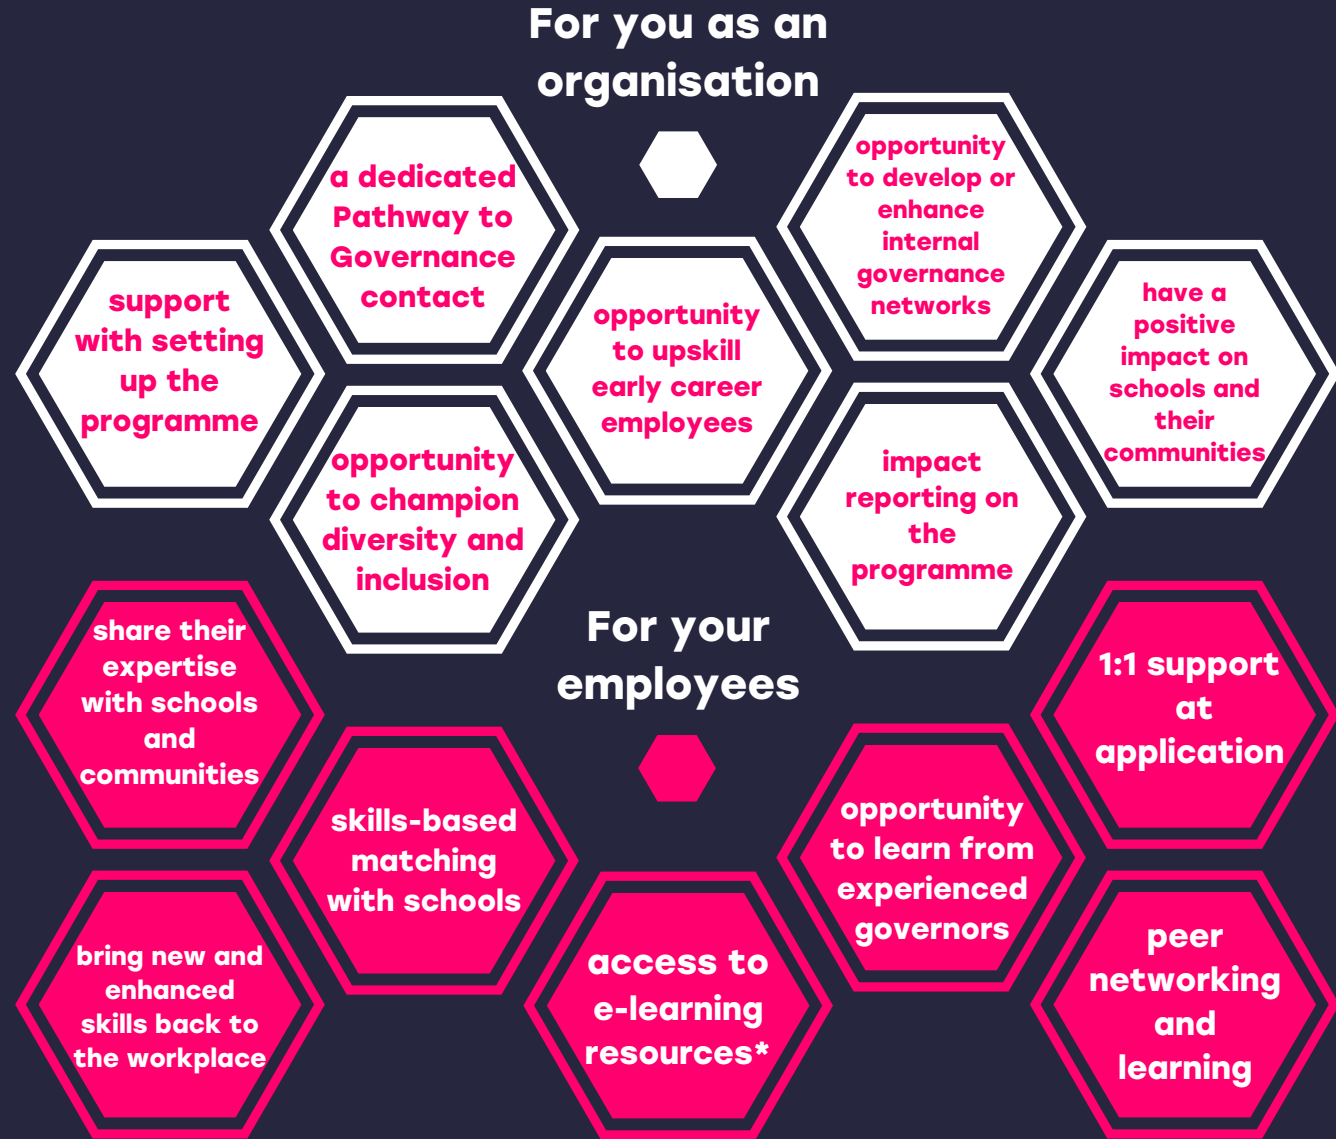 For you as an
organisation
support
with setting
up the
programme
a dedicated
Pathway to
Governance
contact
opportunity
to champion
diversity and
inclusion
opportunity
to upskill
early career
employees
opportunity
to develop or
enhance
internal
governance
networks
impact
reporting on
the
programme
have a
positive
impact on
schools and
their
communities
For your
employees
share their
expertise
with schools
and
communities
bring new and
enhanced
skills back to
the workplace
skills-based
matching
with schools
access to
e-learning
resources*
opportunity
to learn from
experienced
governors
1:1 support
at
application
peer
networking
and
learning